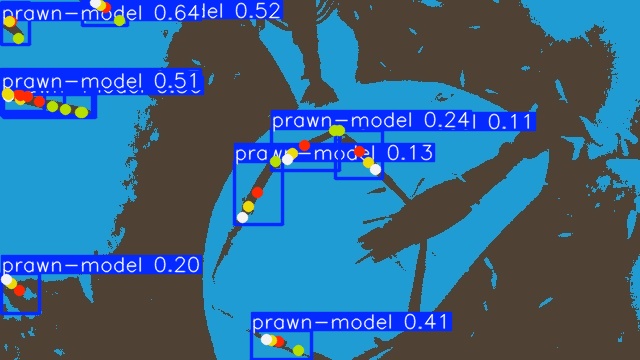 prawn-model 0.64
del 0.52
prawn-model 0.51
prawn-model 0.24
0.11
prawn-model 0.13
prawn-model 0.20
prawn-model 0.41